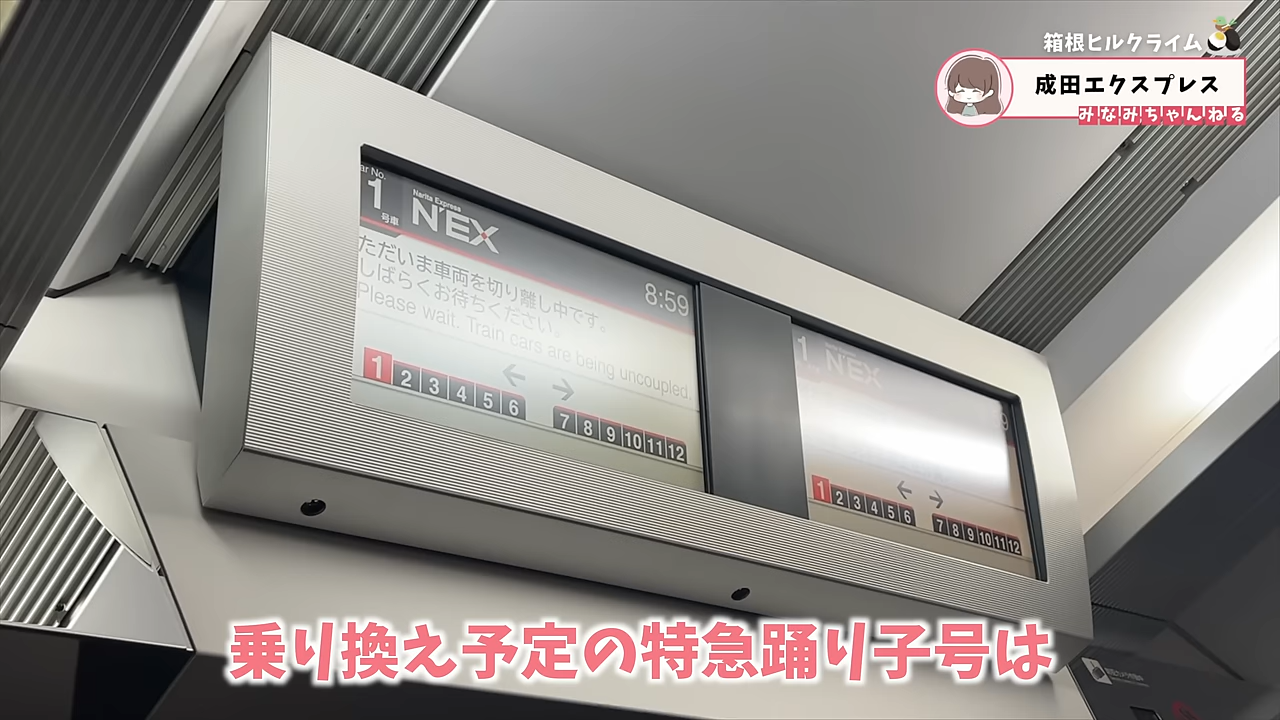 箱根ヒルクライム
成田エクスプレス
みなみちゃんねる
ar No.
1
号車
Narita Express
N'EX
8:59
ただいま車両を切り離し中です。
しばらくお待ちください。
Please wait. Train cars are being uncoupled.
← →
1 2 3 4 5 6 7 8 9 10 11 12
1 N'EX
9
← →
1 2 3 4 5 6 7 8 9 10 11 12
乗り換え予定の特急踊り子号は